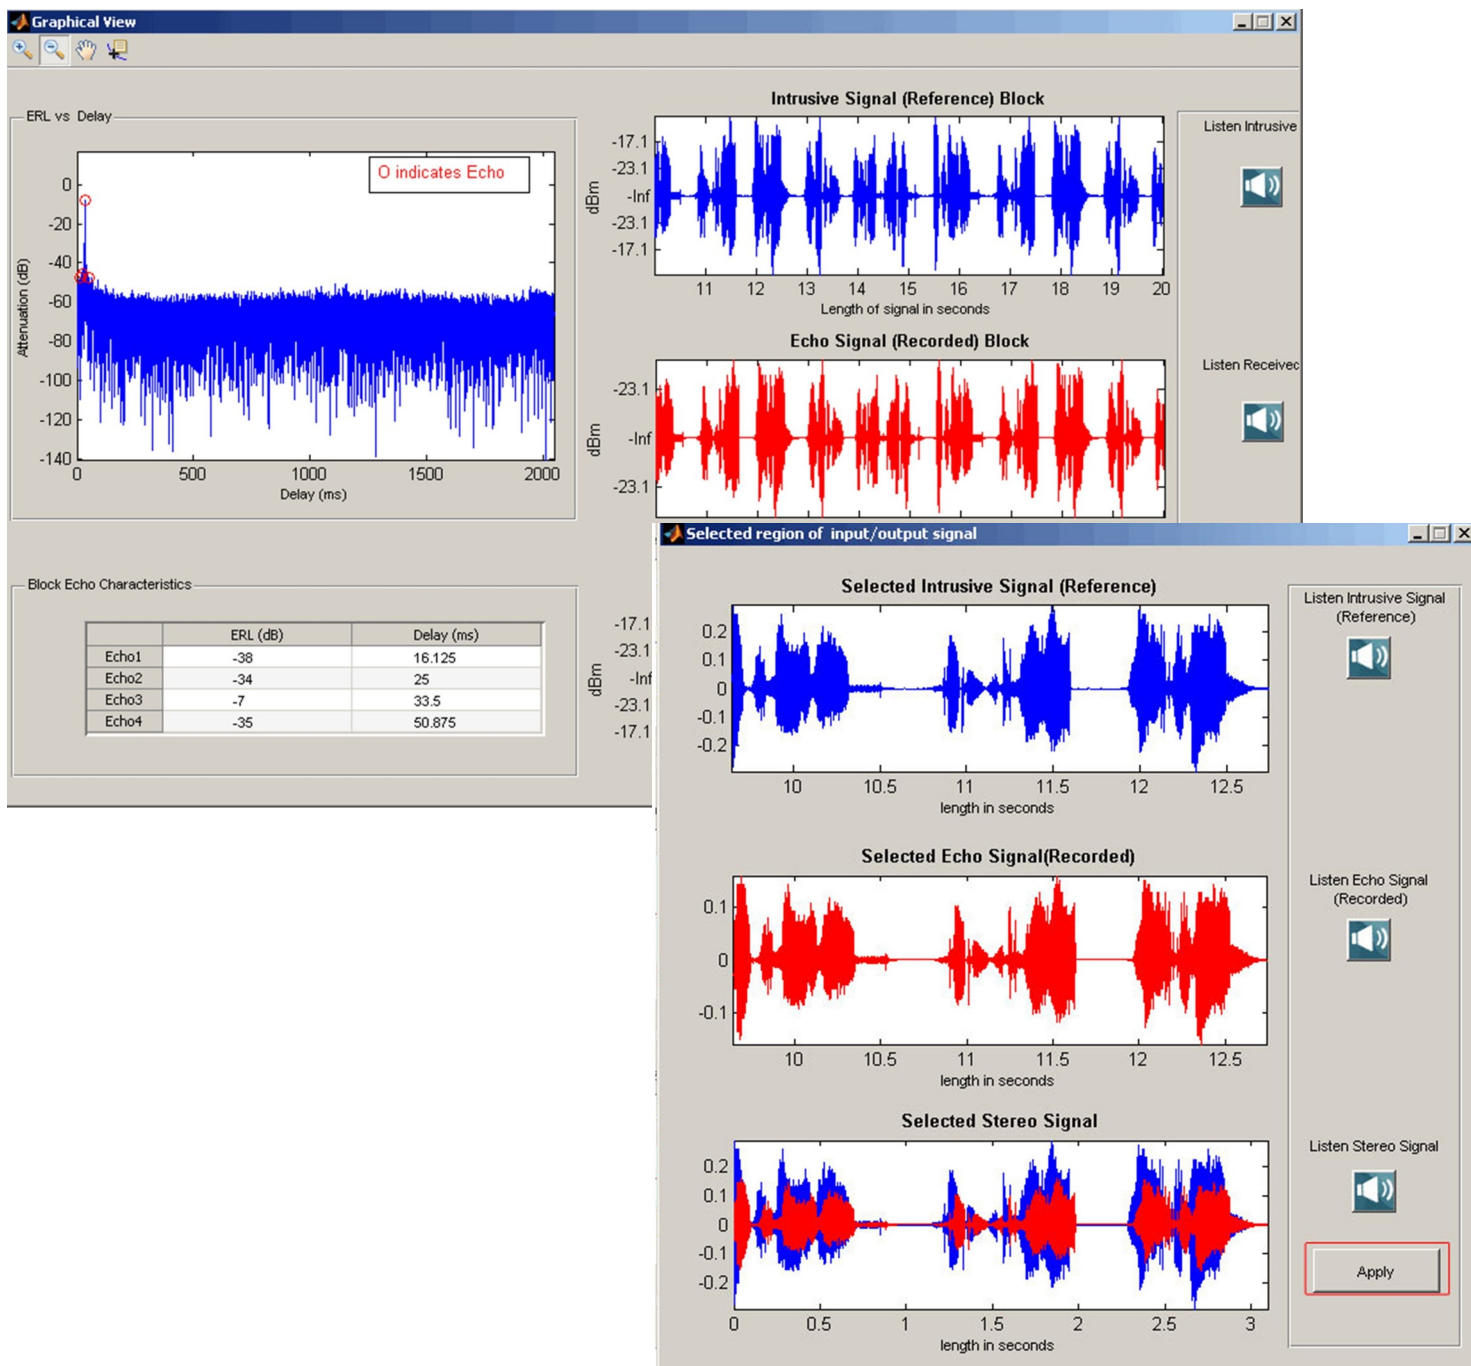 Graphical View
ERL vs Delay
O indicates Echo
0
-20
-40
-60
-80
-100
-120
-140
Attenuation (dB)
0 500 1000 1500 2000
Delay (ms)
Intrusive Signal (Reference) Block
-17.1
-23.1
-Inf
-23.1
-17.1
dBm
11 12 13 14 15 16 17 18 19 20
Length of signal in seconds
Listen Intrusive
Echo Signal (Recorded) Block
-23.1
-Inf
-23.1
dBm
Listen Receivec
Block Echo Characteristics
ERL (dB) Delay (ms)
Echo1 -38 16.125
Echo2 -34 25
Echo3 -7 33.5
Echo4 -35 50.875
-17.1
-23.1
-Inf
-23.1
-17.1
dBm
Selected region of input/output signal
Selected Intrusive Signal (Reference)
0.2
0.1
0
-0.1
-0.2
10 10.5 11 11.5 12 12.5
length in seconds
Listen Intrusive Signal
(Reference)
Selected Echo Signal(Recorded)
0.1
0
-0.1
10 10.5 11 11.5 12 12.5
length in seconds
Listen Echo Signal
(Recorded)
Selected Stereo Signal
0.2
0.1
0
-0.1
-0.2
0 0.5 1 1.5 2 2.5 3
length in seconds
Listen Stereo Signal
Apply